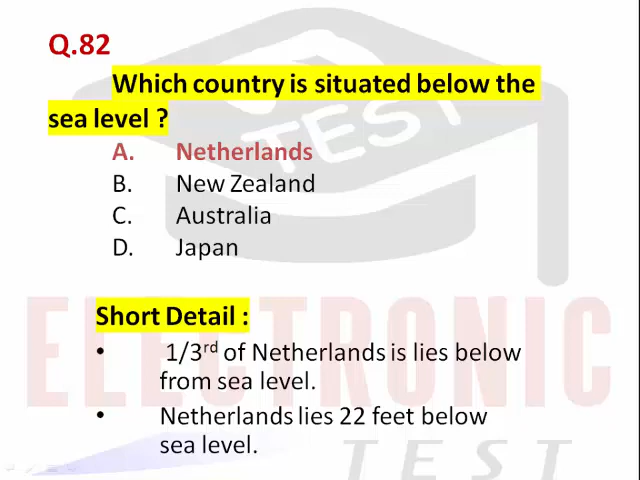 Q.82
Which country is situated below the
sea level ?
A. Netherlands
B. New Zealand
C. Australia
D. Japan
Short Detail :
• 1/3rd of Netherlands is lies below
from sea level.
• Netherlands lies 22 feet below
sea level.
TEST
ELECTRONIC
TEST